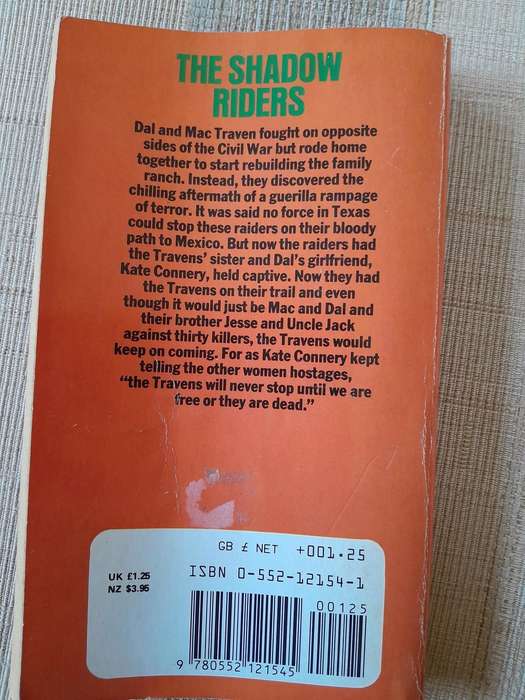 THE SHADOW
RIDERS
Dal and Mac Traven fought on opposite
sides of the Civil War but rode home
together to start rebuilding the family
ranch. Instead, they discovered the
chilling aftermath of a guerilla rampage
of terror. It was said no force in Texas
could stop these raiders on their bloody
path to Mexico. But now the raiders had
the Travens' sister and Dal's girlfriend,
Kate Connery, held captive. Now they had
the Travens on their trail and even
though it would just be Mac and Dal and
their brother Jesse and Uncle Jack
against thirty killers, the Travens would
keep on coming. For as Kate Connery kept
telling the other women hostages,
"the Travens will never stop until we are
free or they are dead."
GB £ NET +001.25
UK £1.25
NZ $3.95
ISBN 0-552-12154-1
00125
9 780552 121545